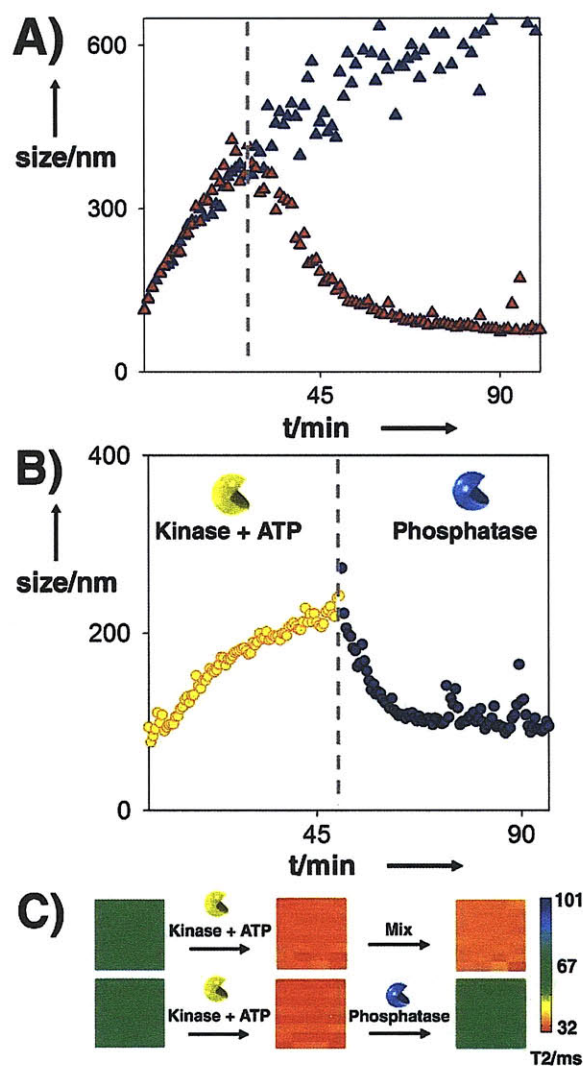 A)
600
300
0
size/nm
45
90
t/min
B)
400
200
0
size/nm
Kinase + ATP
Phosphatase
45
90
t/min
C)
Kinase + ATP
Mix
Kinase + ATP
Phosphatase
101
67
32
T2/ms